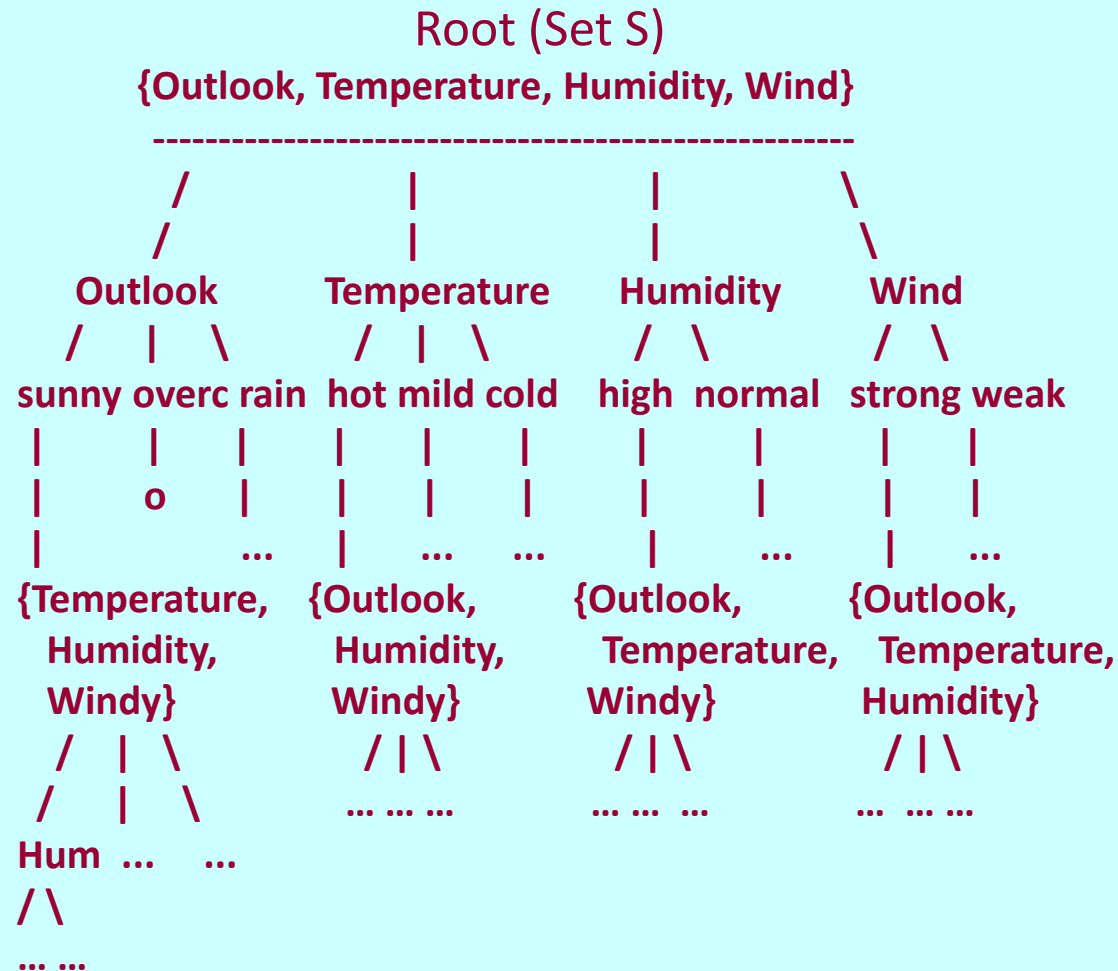 Root (Set S)
{Outlook, Temperature, Humidity, Wind}
------------------------------------------------------
/ | | \
/ | | \
Outlook Temperature Humidity Wind
/ | \ / | \ / \ / \
sunny overc rain hot mild cold high normal strong weak
| | | | | | | | | |
| o | | | | | | | |
| ... | ... ... | ... | ...
{Temperature, {Outlook, {Outlook, {Outlook,
Humidity, Humidity, Temperature, Temperature,
Windy} Windy} Windy} Humidity}
/ | \ / | \ / | \ / | \
/ | \ ... ... ... ... ... ... ... ... ...
Hum ... ...
/ \
... ...